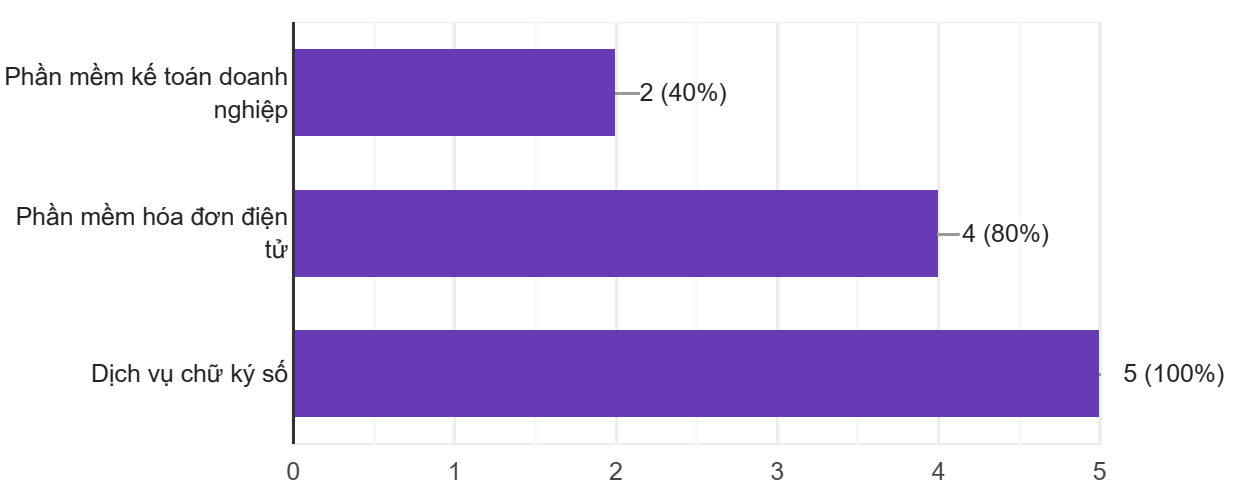 Phần mềm kế toán doanh
nghiệp
2 (40%)
Phần mềm hóa đơn điện
tử
4 (80%)
Dịch vụ chữ ký số
5 (100%)
0 1 2 3 4 5